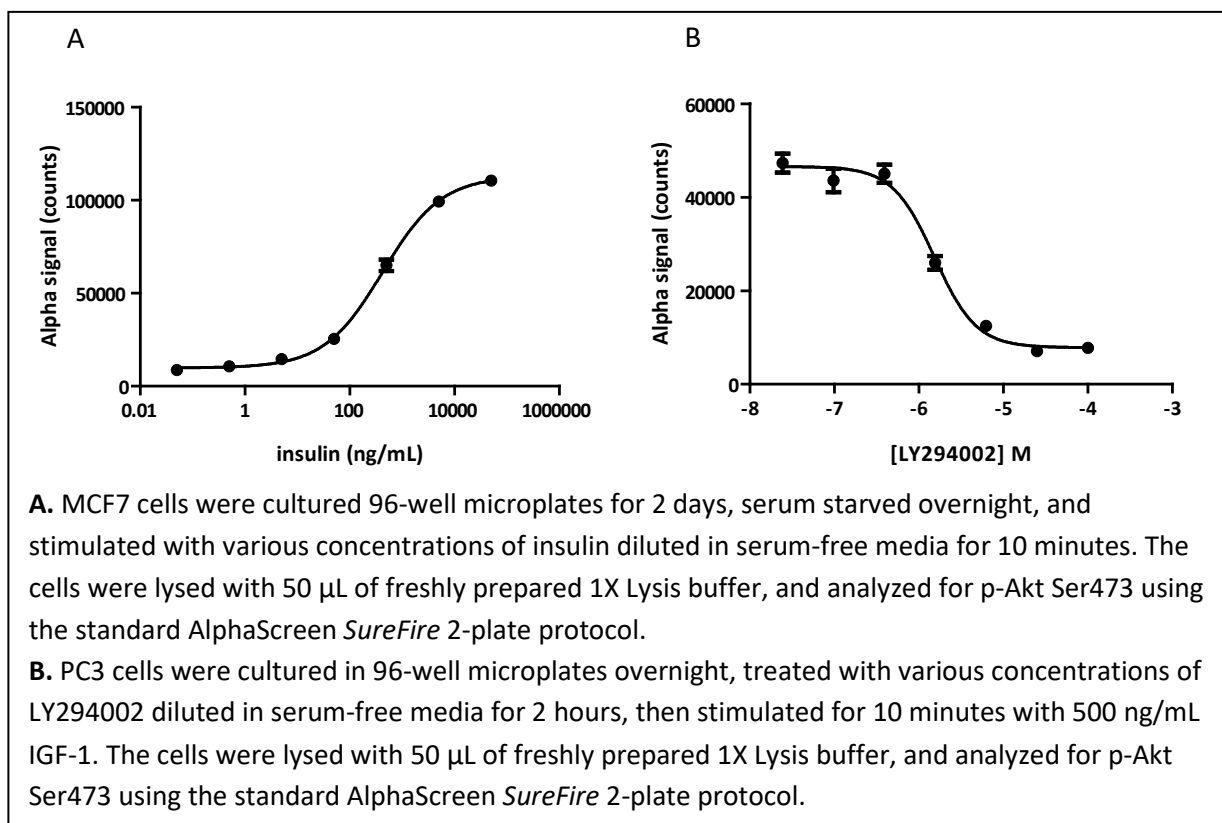 A
B
150000
100000
50000
0
Alpha signal (counts)
0.01
1
100
10000
1000000
insulin (ng/mL)
60000
40000
20000
0
Alpha signal (counts)
-8
-7
-6
-5
-4
-3
[LY294002] M
A. MCF7 cells were cultured 96-well microplates for 2 days, serum starved overnight, and
stimulated with various concentrations of insulin diluted in serum-free media for 10 minutes. The
cells were lysed with 50 µL of freshly prepared 1X Lysis buffer, and analyzed for p-Akt Ser473 using
the standard AlphaScreen SureFire 2-plate protocol.
B. PC3 cells were cultured in 96-well microplates overnight, treated with various concentrations of
LY294002 diluted in serum-free media for 2 hours, then stimulated for 10 minutes with 500 ng/mL
IGF-1. The cells were lysed with 50 µL of freshly prepared 1X Lysis buffer, and analyzed for p-Akt
Ser473 using the standard AlphaScreen SureFire 2-plate protocol.